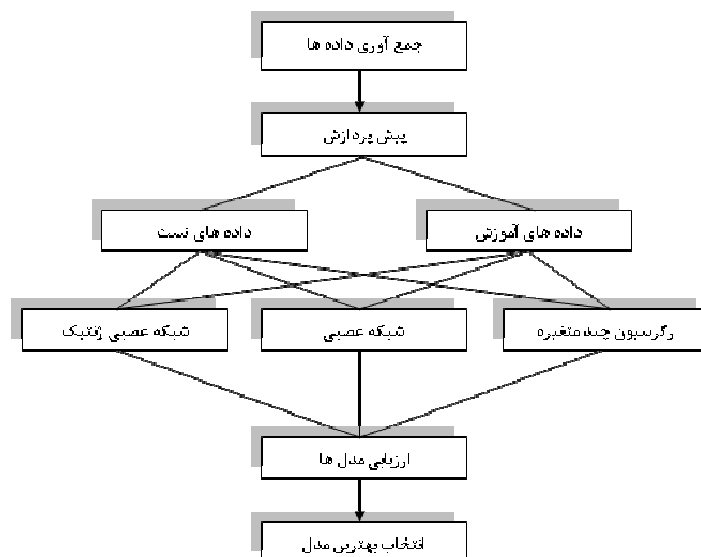 جمع آوری داده ها
پیش پردازش
داده های آموزش
داده های تست
رگرسیون چند متغیره
شبکه عصبی
شبکه عصبی ژنتیک
ارزیابی مدل ها
انتخاب بهترین مدل